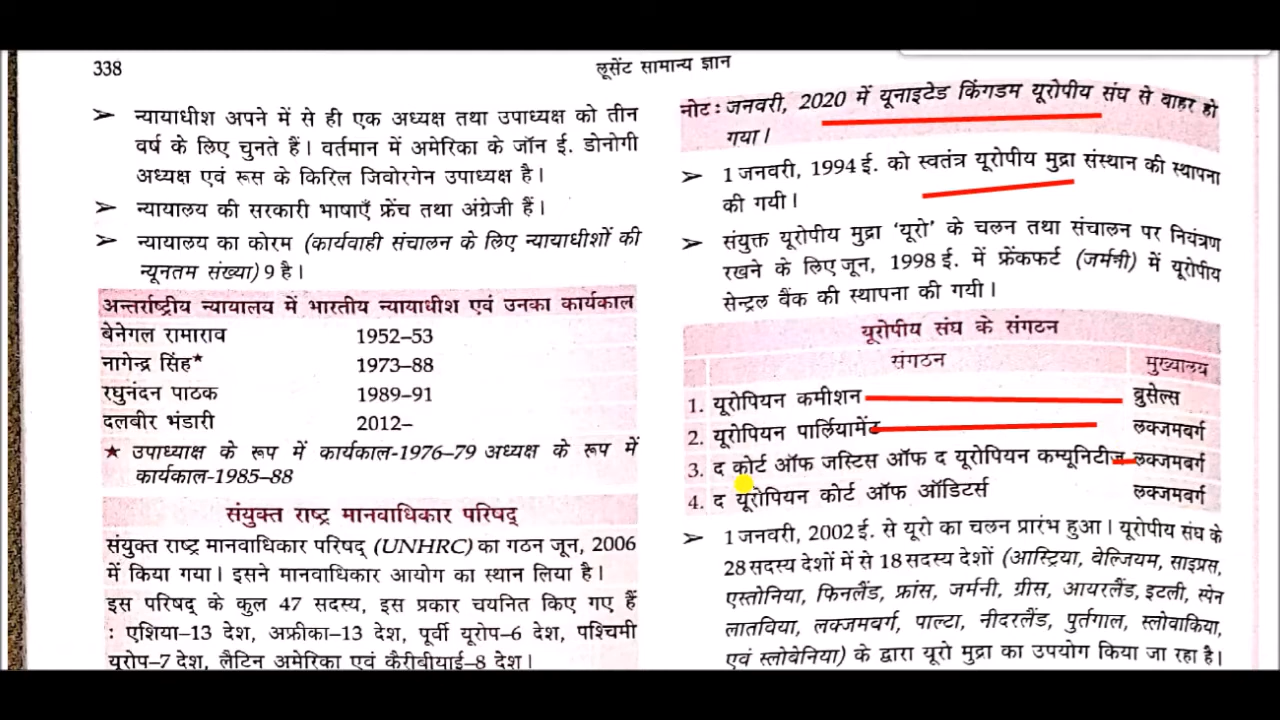 338
लूसेंट सामान्य ज्ञान
➢ न्यायाधीश अपने में से ही एक अध्यक्ष तथा उपाध्यक्ष को तीन
वर्ष के लिए चुनते हैं। वर्तमान में अमेरिका के जॉन ई. डोनोगी
अध्यक्ष एवं रूस के किरिल जिवोरगेन उपाध्यक्ष है।
➢ न्यायालय की सरकारी भाषाएँ फ्रेंच तथा अंग्रेजी हैं।
➢ न्यायालय का कोरम (कार्यवाही संचालन के लिए न्यायाधीशों की
न्यूनतम संख्या) 9 है।
अन्तर्राष्ट्रीय न्यायालय में भारतीय न्यायाधीश एवं उनका कार्यकाल
बेनेगल रामाराव 1952–53
नागेन्द्र सिंह★ 1973–88
रघुनंदन पाठक 1989–91
दलबीर भंडारी 2012–
★ उपाध्याक्ष के रूप में कार्यकाल-1976–79 अध्यक्ष के रूप में
कार्यकाल-1985–88
संयुक्त राष्ट्र मानवाधिकार परिषद्
संयुक्त राष्ट्र मानवाधिकार परिषद् (UNHRC) का गठन जून, 2006
में किया गया। इसने मानवाधिकार आयोग का स्थान लिया है।
इस परिषद् के कुल 47 सदस्य, इस प्रकार चयनित किए गए हैं
: एशिया–13 देश, अफ्रीका–13 देश, पूर्वी यूरोप–6 देश, पश्चिमी
यूरोप–7 देश, लैटिन अमेरिका एवं कैरीबीयाई–8 देश।
नोट : जनवरी, 2020 में यूनाइटेड किंगडम यूरोपीय संघ से बाहर हो
गया।
➢ 1 जनवरी, 1994 ई. को स्वतंत्र यूरोपीय मुद्रा संस्थान की स्थापना
की गयी।
➢ संयुक्त यूरोपीय मुद्रा ‘यूरो’ के चलन तथा संचालन पर नियंत्रण
रखने के लिए जून, 1998 ई. में फ्रेंकफर्ट (जर्मनी) में यूरोपीय
सेन्ट्रल बैंक की स्थापना की गयी।
यूरोपीय संघ के संगठन
संगठन मुख्यालय
1. यूरोपियन कमीशन ब्रुसेल्स
2. यूरोपियन पार्लियामेंट लक्जमबर्ग
3. द कोर्ट ऑफ जस्टिस ऑफ द यूरोपियन कम्यूनिटीज लक्जमबर्ग
4. द यूरोपियन कोर्ट ऑफ ऑडिटर्स लक्जमबर्ग
➢ 1 जनवरी, 2002 ई. से यूरो का चलन प्रारंभ हुआ। यूरोपीय संघ के
28 सदस्य देशों में से 18 सदस्य देशों (आस्ट्रिया, बेल्जियम, साइप्रस,
एस्तोनिया, फिनलैंड, फ्रांस, जर्मनी, ग्रीस, आयरलैंड, इटली, स्पेन
लातविया, लक्जमबर्ग, पाल्टा, नीदरलैंड, पुर्तगाल, स्लोवाकिया,
एवं स्लोवेनिया) के द्वारा यूरो मुद्रा का उपयोग किया जा रहा है।